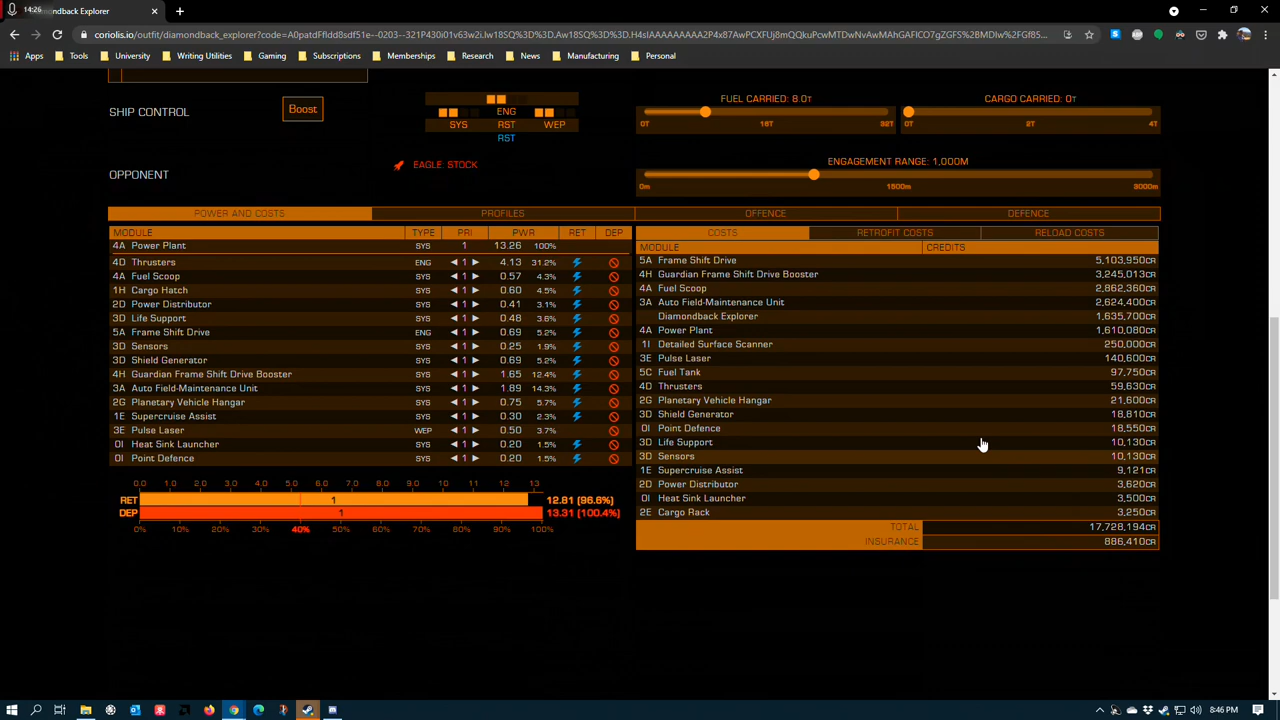 14:26
Diamondback Explorer
coriolis.io/outfit/diamondback_explorer?code=
Apps Tools University Gaming Subscriptions Memberships Research News Manufacturing Personal
SHIP CONTROL Boost
ENG
SYS RST WEP
RST
OPPONENT EAGLE STOCK
FUEL CARRIED: 8.0T CARGO CARRIED: 0T
0T 16T 32T 0T 2T 4T
ENGAGEMENT RANGE: 1,000M
0m 1500m 3000m
POWER AND COSTS PROFILES OFFENCE DEFENCE
MODULE TYPE PRI PWR RET DEP
4A Power Plant SYS 1 13.26 100%
4D Thrusters ENG 1 4.13 31.2%
4A Fuel Scoop SYS 1 0.57 4.3%
1H Cargo Hatch SYS 1 0.60 4.5%
2D Power Distributor SYS 1 0.41 3.1%
3D Life Support SYS 1 0.48 3.6%
5A Frame Shift Drive ENG 1 0.69 5.2%
3D Sensors SYS 1 0.25 1.9%
3D Shield Generator SYS 1 0.69 5.2%
4H Guardian Frame Shift Drive Booster SYS 1 1.65 12.4%
3A Auto Field-Maintenance Unit SYS 1 1.89 14.3%
2G Planetary Vehicle Hangar SYS 1 0.75 5.7%
1E Supercruise Assist SYS 1 0.30 2.3%
3E Pulse Laser WEP 1 0.50 3.7%
0I Heat Sink Launcher SYS 1 0.20 1.5%
0I Point Defence SYS 1 0.20 1.5%
0.0 1.0 2.0 3.0 4.0 5.0 6.0 7.0 8.0 9.0 10 11 12 13
RET 1 12.81 (96.6%)
DEP 1 13.31 (100.4%)
0% 10% 20% 30% 40% 50% 60% 70% 80% 90% 100%
COSTS RETROFIT COSTS RELOAD COSTS
MODULE CREDITS
5A Frame Shift Drive 5,103,950CR
4H Guardian Frame Shift Drive Booster 3,245,013CR
4A Fuel Scoop 2,862,360CR
3A Auto Field-Maintenance Unit 2,624,400CR
Diamondback Explorer 1,635,700CR
4A Power Plant 1,610,080CR
1I Detailed Surface Scanner 250,000CR
3E Pulse Laser 140,600CR
5C Fuel Tank 97,750CR
4D Thrusters 59,630CR
2G Planetary Vehicle Hangar 21,600CR
3D Shield Generator 18,810CR
0I Point Defence 18,550CR
3D Life Support 10,130CR
3D Sensors 10,130CR
1E Supercruise Assist 9,121CR
2D Power Distributor 3,620CR
0I Heat Sink Launcher 3,500CR
2E Cargo Rack 3,250CR
TOTAL 17,728,194CR
INSURANCE 886,410CR
8:46 PM